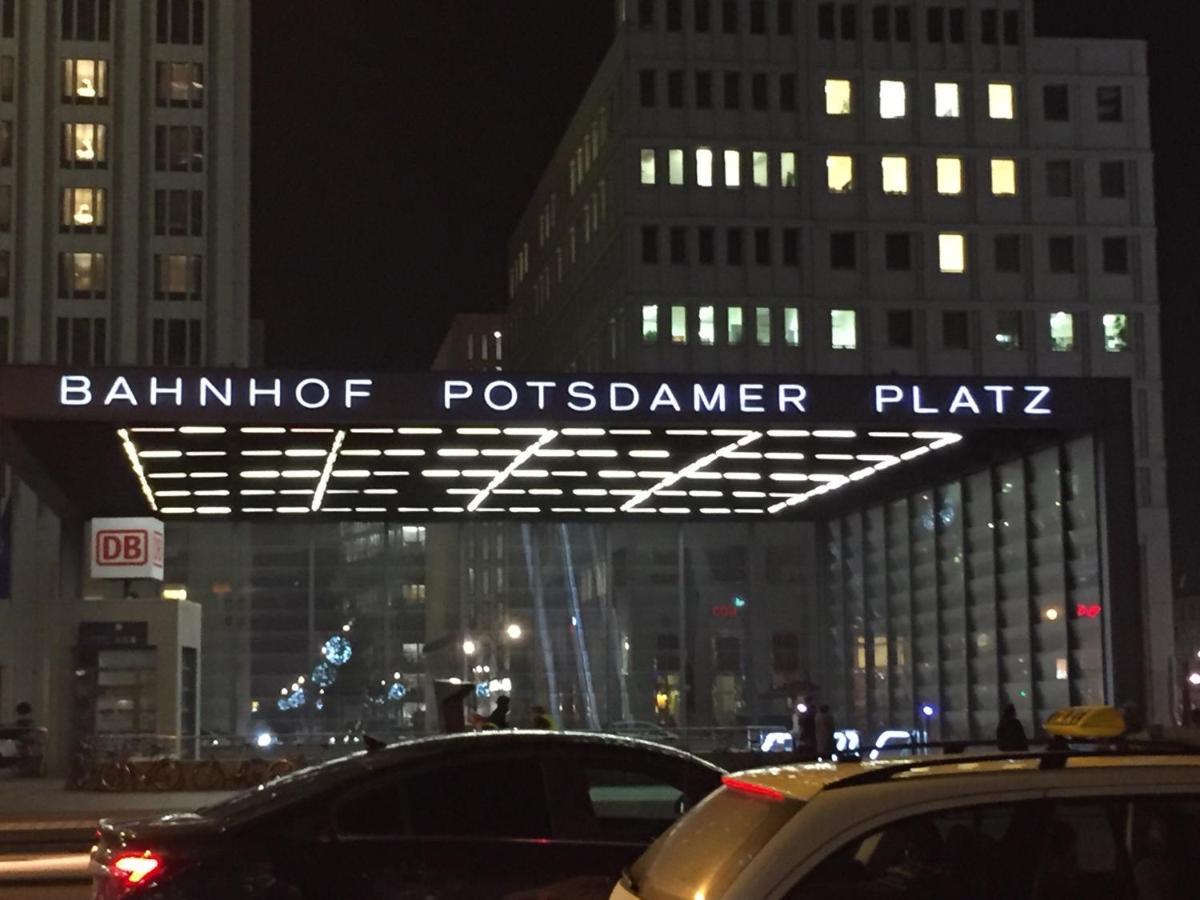 BAHNHOF POTSDAMER PLATZ
DB